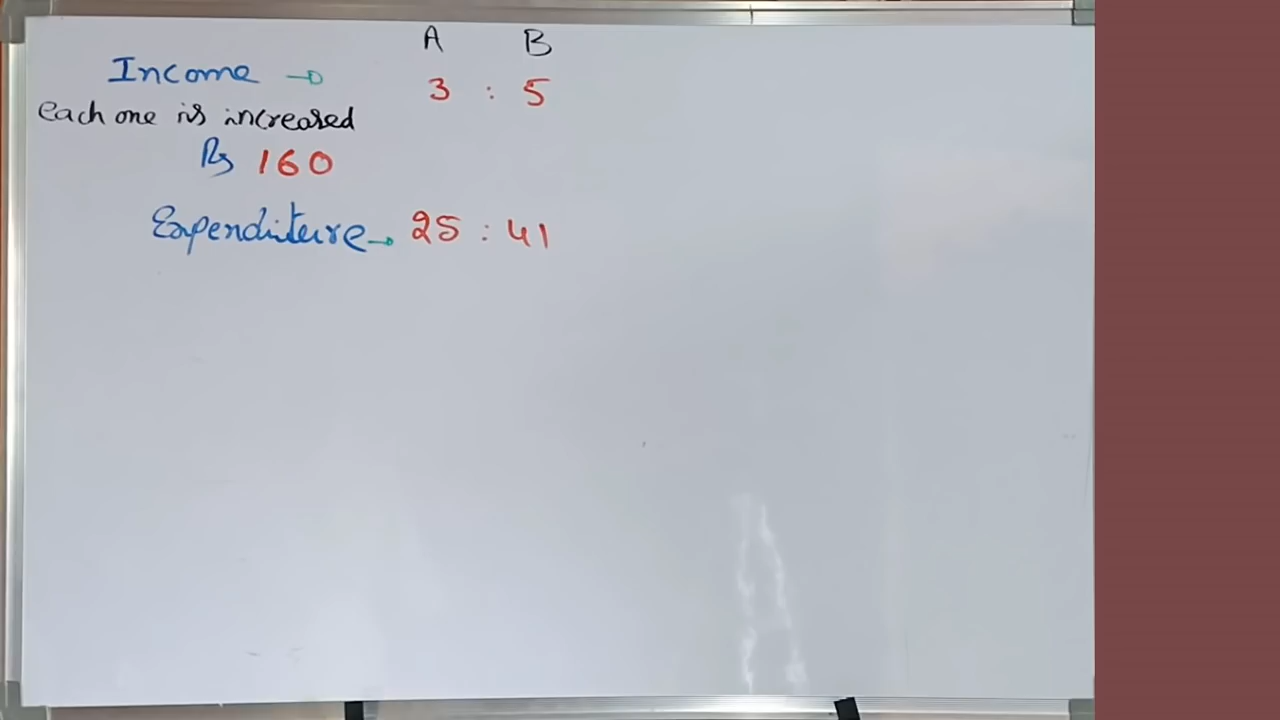 A B
Income → 3 : 5
each one is increased
Rs 160
Expenditure → 25 : 41